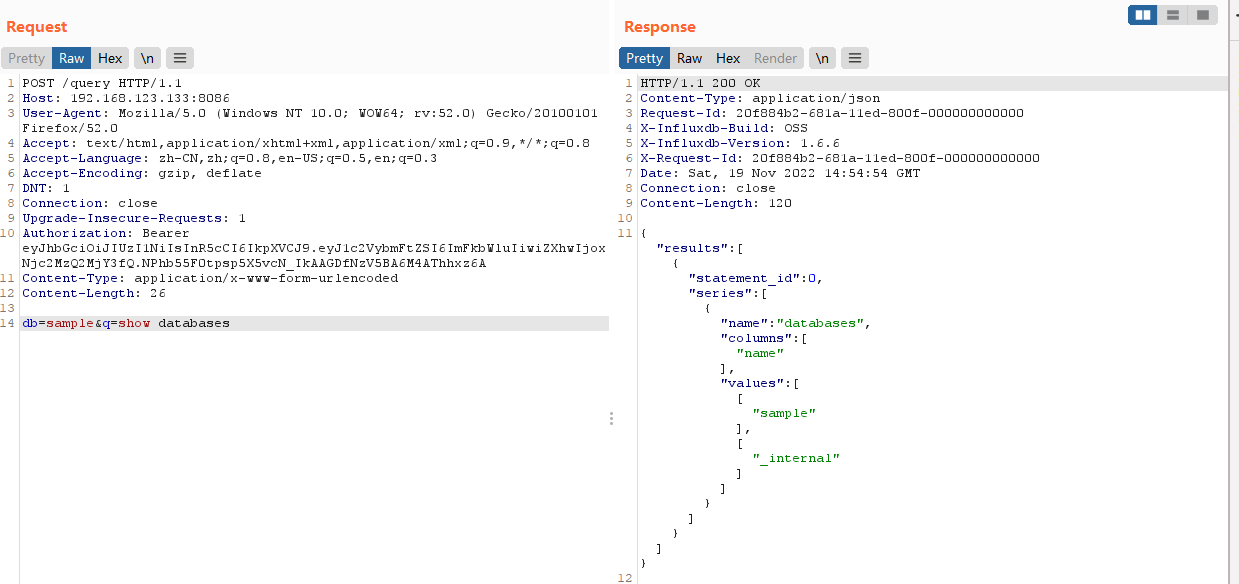 Request
Pretty Raw Hex \n
1 POST /query HTTP/1.1
2 Host: 192.168.123.133:8086
3 User-Agent: Mozilla/5.0 (Windows NT 10.0; WOW64; rv:52.0) Gecko/20100101
Firefox/52.0
4 Accept: text/html,application/xhtml+xml,application/xml;q=0.9,*/*;q=0.8
5 Accept-Language: zh-CN,zh;q=0.8,en-US;q=0.5,en;q=0.3
6 Accept-Encoding: gzip, deflate
7 DNT: 1
8 Connection: close
9 Upgrade-Insecure-Requests: 1
10 Authorization: Bearer
eyJhbGciOiJIUzI1NiIsInR5cCI6IkpXVCJ9.eyJ1c2VybmFtZSI6ImFkbWluIiwiZXhwIjox
Njc2MzQ2MjY3fQ.NPhb55F0tpsp5X5vcN_IkAAGDfNzV5BA6M4AThhxz6A
11 Content-Type: application/x-www-form-urlencoded
12 Content-Length: 26
13
14 db=sample&q=show databases
Response
Pretty Raw Hex Render \n
1 HTTP/1.1 200 OK
2 Content-Type: application/json
3 Request-Id: 20f884b2-681a-11ed-800f-000000000000
4 X-Influxdb-Build: OSS
5 X-Influxdb-Version: 1.6.6
6 X-Request-Id: 20f884b2-681a-11ed-800f-000000000000
7 Date: Sat, 19 Nov 2022 14:54:54 GMT
8 Connection: close
9 Content-Length: 120
10
11 {
"results":[
{
"statement_id":0,
"series":[
{
"name":"databases",
"columns":[
"name"
],
"values":[
[
"sample"
],
[
"_internal"
]
]
}
]
}
]
}
12